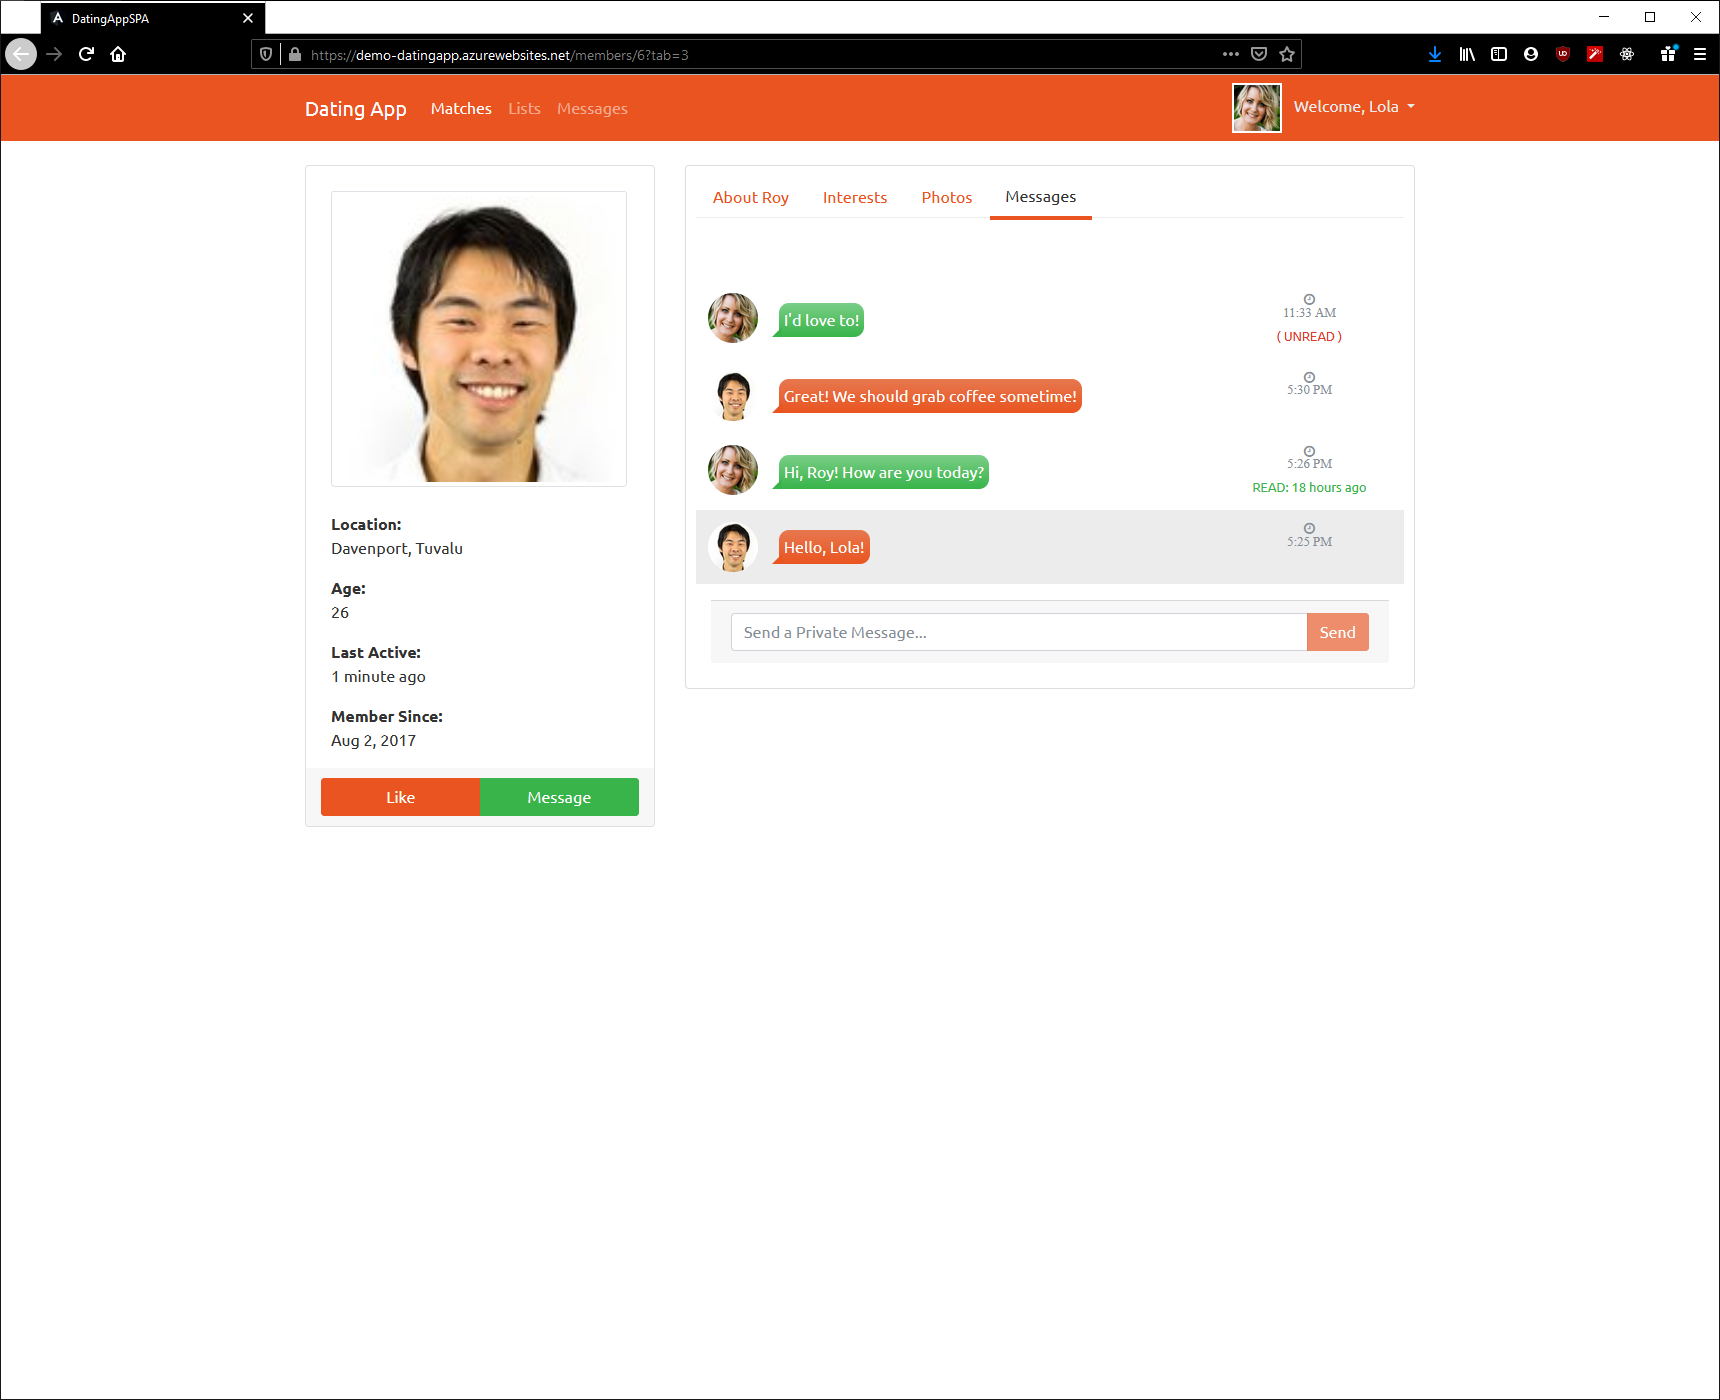 DatingAppSPA
https://demo-datingapp.azurewebsites.net/members/6?tab=3
Dating App Matches Lists Messages Welcome, Lola
Location:
Davenport, Tuvalu
Age:
26
Last Active:
1 minute ago
Member Since:
Aug 2, 2017
Like Message
About Roy Interests Photos Messages
I'd love to!
11:33 AM
( UNREAD )
Great! We should grab coffee sometime!
5:30 PM
Hi, Roy! How are you today?
5:26 PM
READ: 18 hours ago
Hello, Lola!
5:25 PM
Send a Private Message... Send